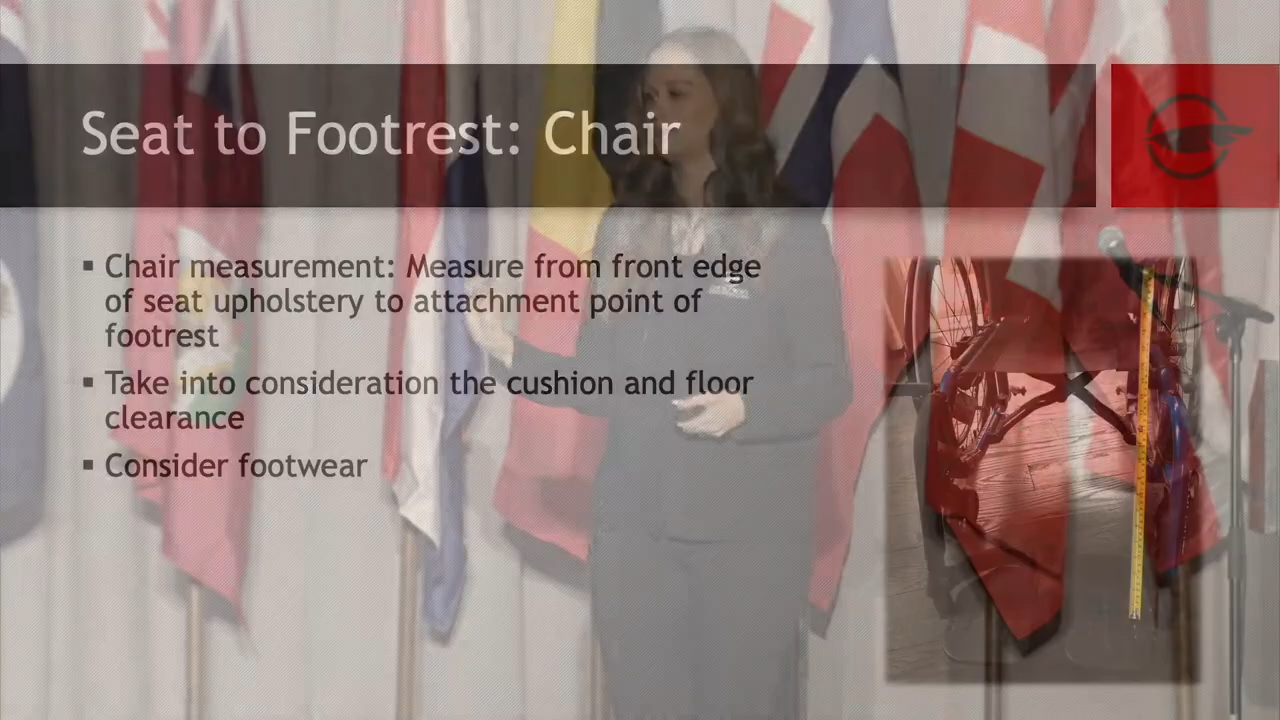 Seat to Footrest: Chair
▪ Chair measurement: Measure from front edge
of seat upholstery to attachment point of
footrest
▪ Take into consideration the cushion and floor
clearance
▪ Consider footwear